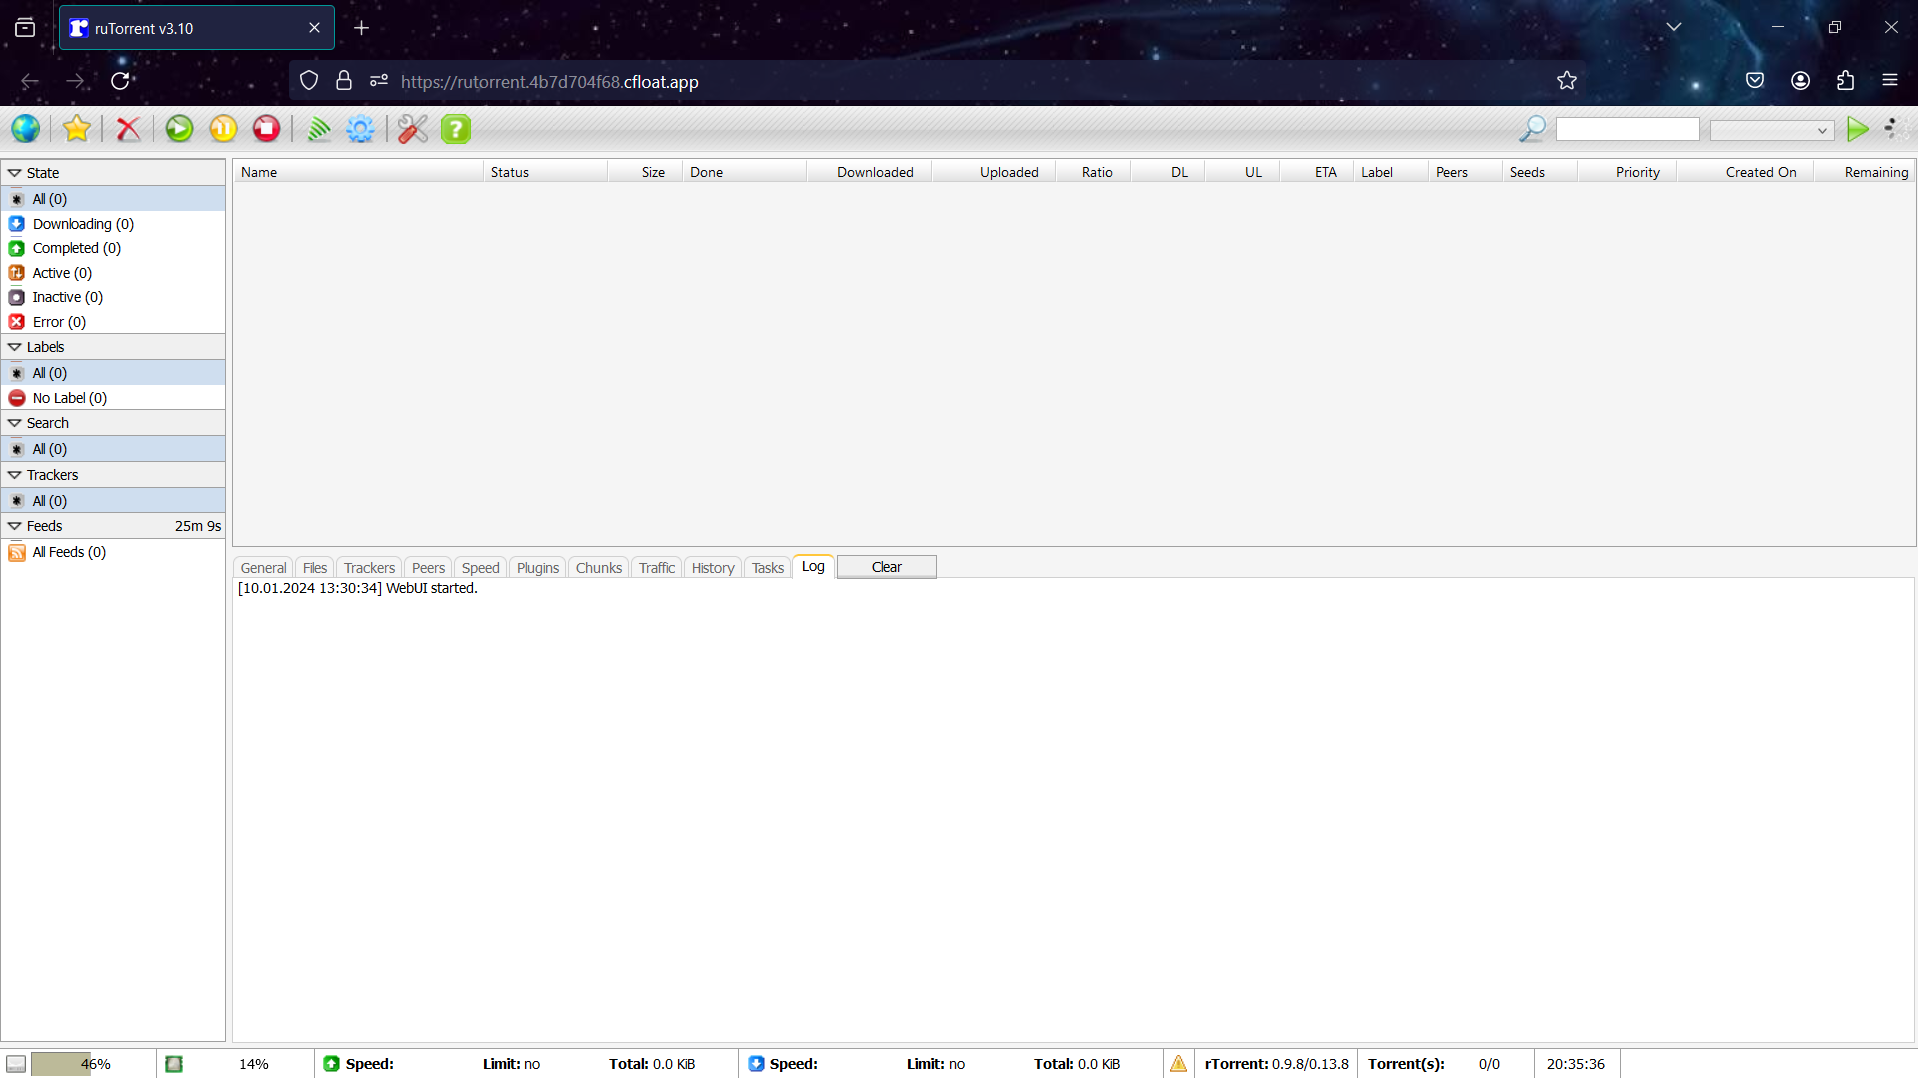 ruTorrent v3.10
https://rutorrent.4b7d704f68.cfloat.app
State
All (0)
Downloading (0)
Completed (0)
Active (0)
Inactive (0)
Error (0)
Labels
All (0)
No Label (0)
Search
All (0)
Trackers
All (0)
Feeds 25m 9s
All Feeds (0)
Name Status Size Done Downloaded Uploaded Ratio DL UL ETA Label Peers Seeds Priority Created On Remaining
General Files Trackers Peers Speed Plugins Chunks Traffic History Tasks Log Clear
[10.01.2024 13:30:34] WebUI started.
46% 14% Speed: Limit: no Total: 0.0 KiB Speed: Limit: no Total: 0.0 KiB rTorrent: 0.9.8/0.13.8 Torrent(s): 0/0 20:35:36